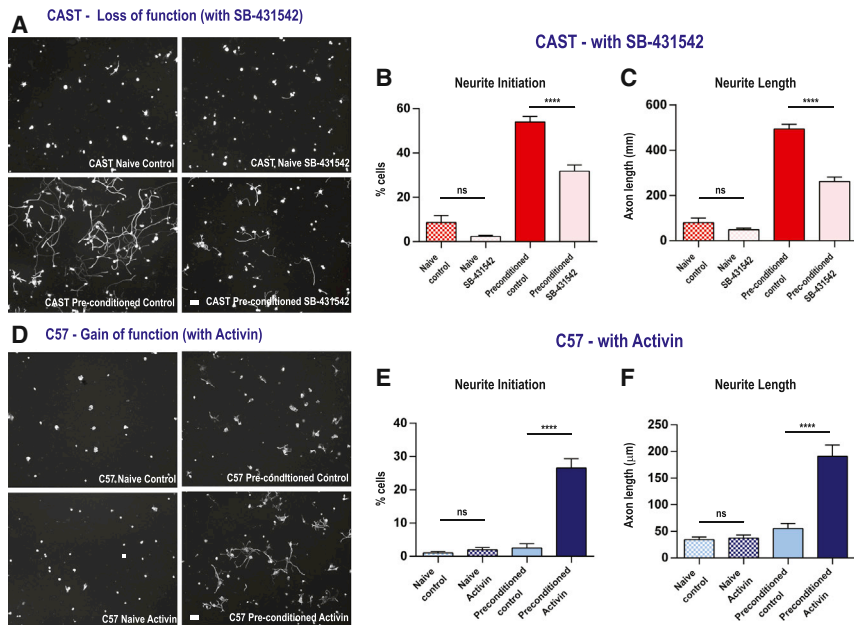 A
CAST - Loss of function (with SB-431542)
CAST Naive Control
CAST Naive SB-431542
CAST Pre-conditioned Control
CAST Pre-conditioned SB-431542
CAST - with SB-431542
B
Neurite Initiation
% cells
60
40
20
0
ns
****
Naive
control
Naive
SB-431542
Preconditioned
control
Preconditioned
SB-431542
C
Neurite Length
Axon length (mm)
600
400
200
0
ns
****
Naive
control
Naive
SB-431542
Pre-conditioned
control
Prec-conditioned
SB-431542
D
C57 - Gain of function (with Activin)
C57 Naive Control
C57 Pre-conditioned Control
C57 Naive Activin
C57 Pre-conditioned Activin
C57 - with Activin
E
Neurite Initiation
% cells
40
30
20
10
0
ns
****
Naive
control
Naive
Activin
Preconditioned
control
Preconditioned
Activin
F
Neurite Length
Axon length (μm)
250
200
150
100
50
0
ns
****
Naive
control
Naive
Activin
Preconditioned
control
Preconditioned
Activin